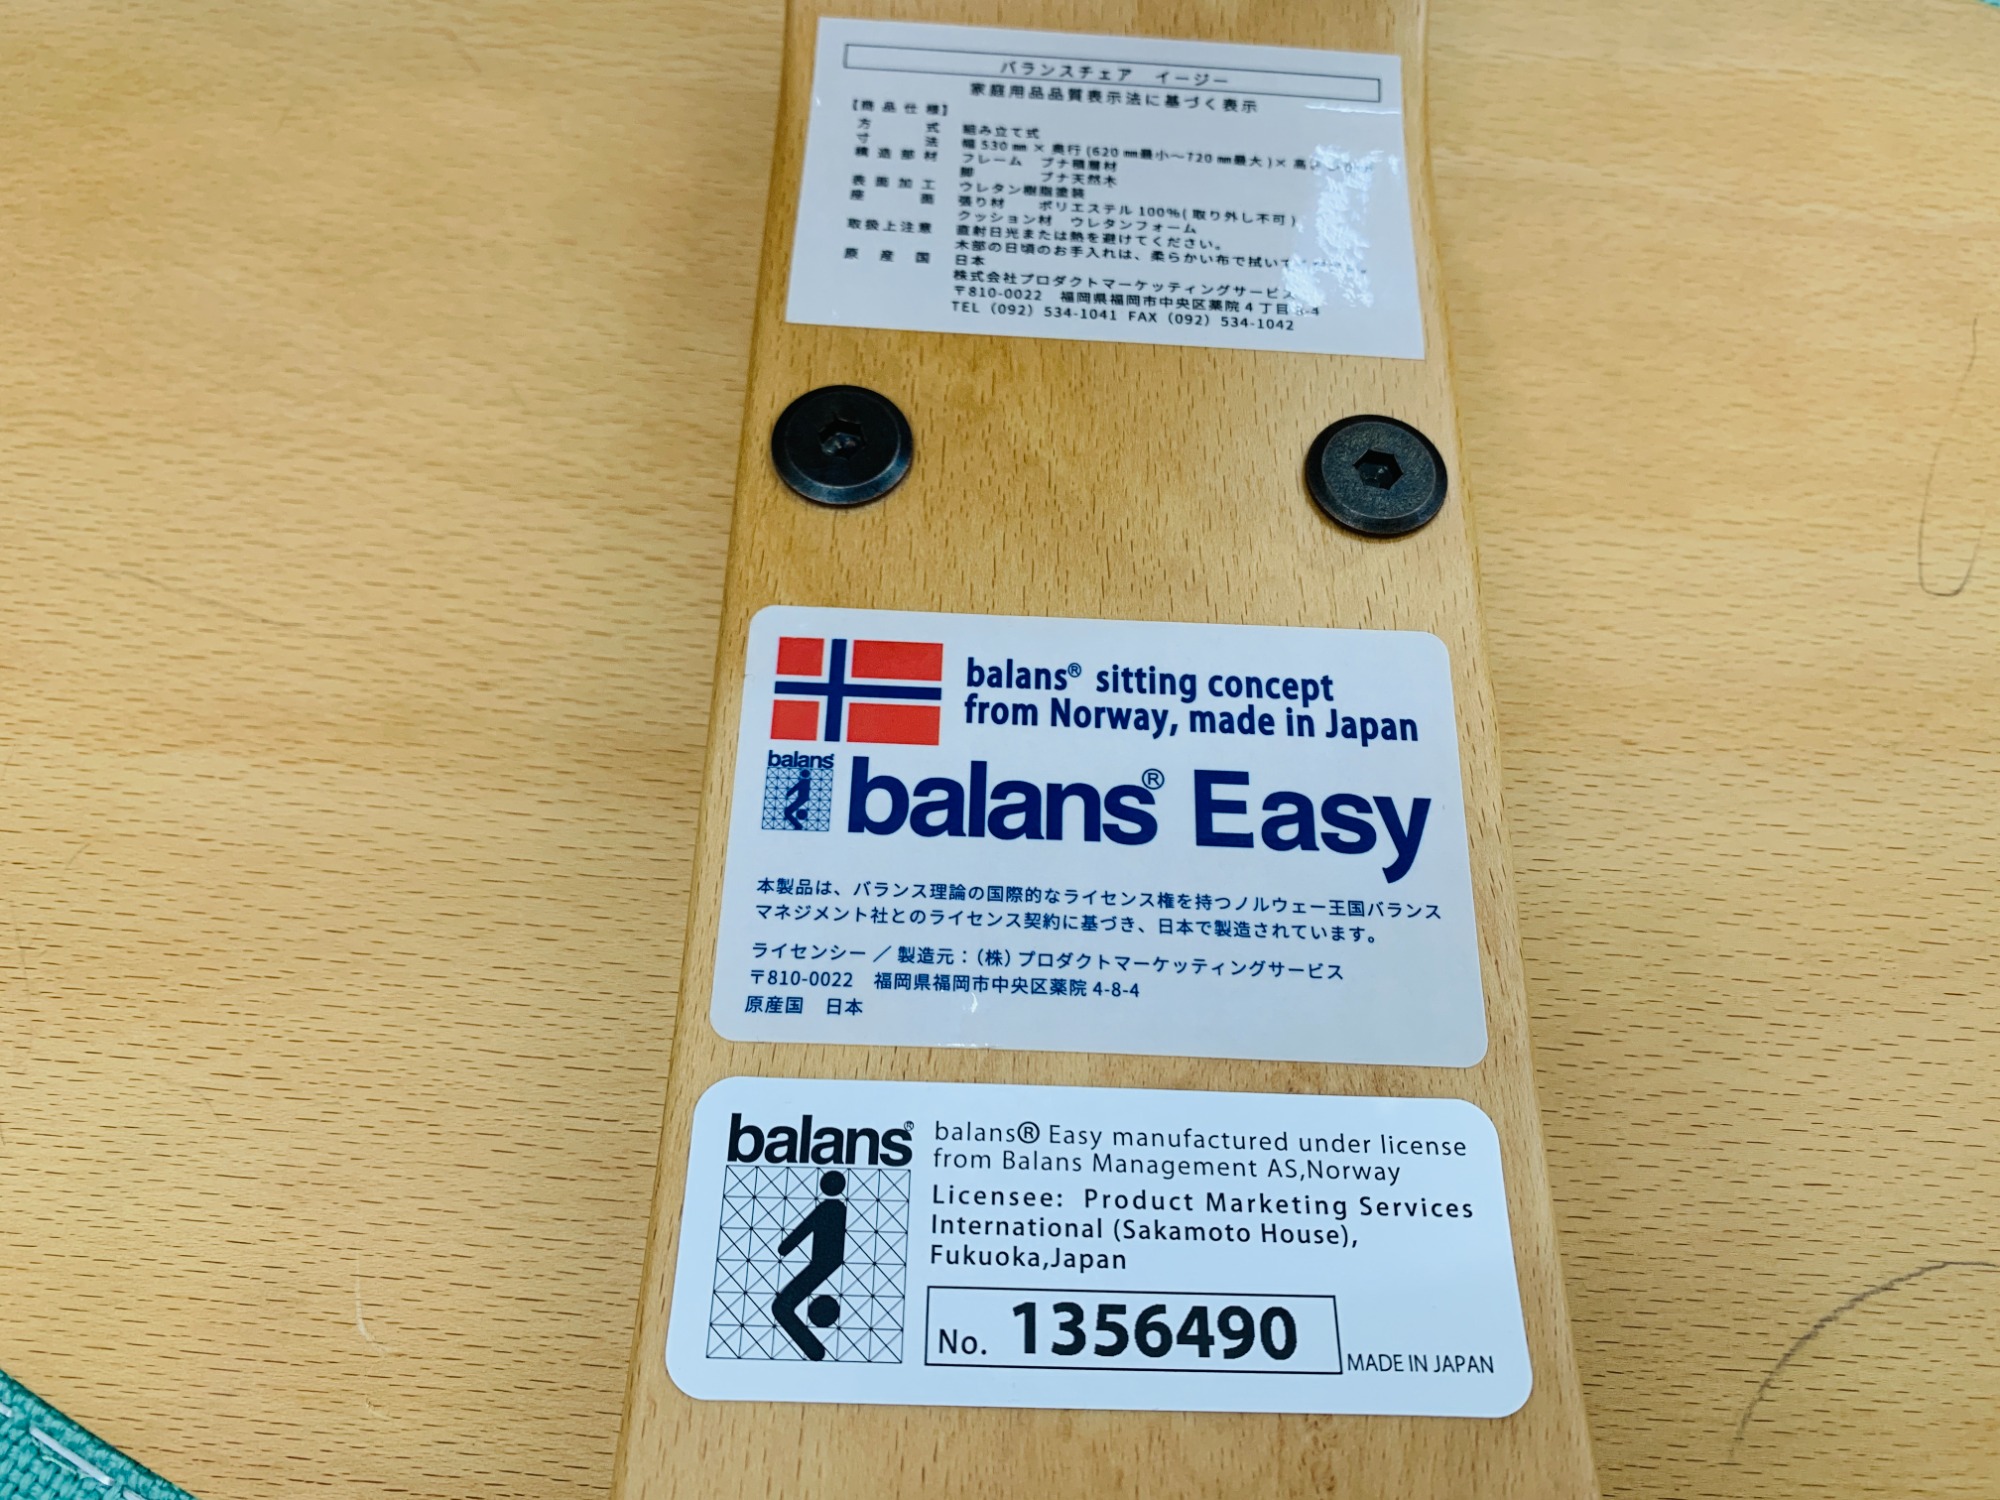 バランスチェア イージー
家庭用品品質表示法に基づく表示
【商品仕様】
方 式 組み立て式
寸 法 幅 530 ㎜ × 奥行 (620 ㎜最小〜720 ㎜最大 )× 高さ
構造部材 フレーム ブナ積層材
脚 ブナ天然木
表面加工 ウレタン樹脂塗装
座 面 張り材 ポリエステル 100%( 取り外し不可 )
クッション材 ウレタンフォーム
取扱上注意 直射日光または熱を避けてください。
木部の日頃のお手入れは、柔らかい布で拭いて
原 産 国 日本
株式会社プロダクトマーケッティングサービス
〒810-0022 福岡県福岡市中央区薬院 4 丁目 8-4
TEL（092）534-1041 FAX（092）534-1042
balans® sitting concept
from Norway, made in Japan
balans
balans® Easy
本製品は、バランス理論の国際的なライセンス権を持つノルウェー王国バランス
マネジメント社とのライセンス契約に基づき、日本で製造されています。
ライセンシー ／ 製造元：（株）プロダクトマーケッティングサービス
〒810-0022 福岡県福岡市中央区薬院 4-8-4
原産国 日本
balans®
balans® Easy manufactured under license
from Balans Management AS,Norway
Licensee: Product Marketing Services
International (Sakamoto House),
Fukuoka,Japan
No. 1356490
MADE IN JAPAN